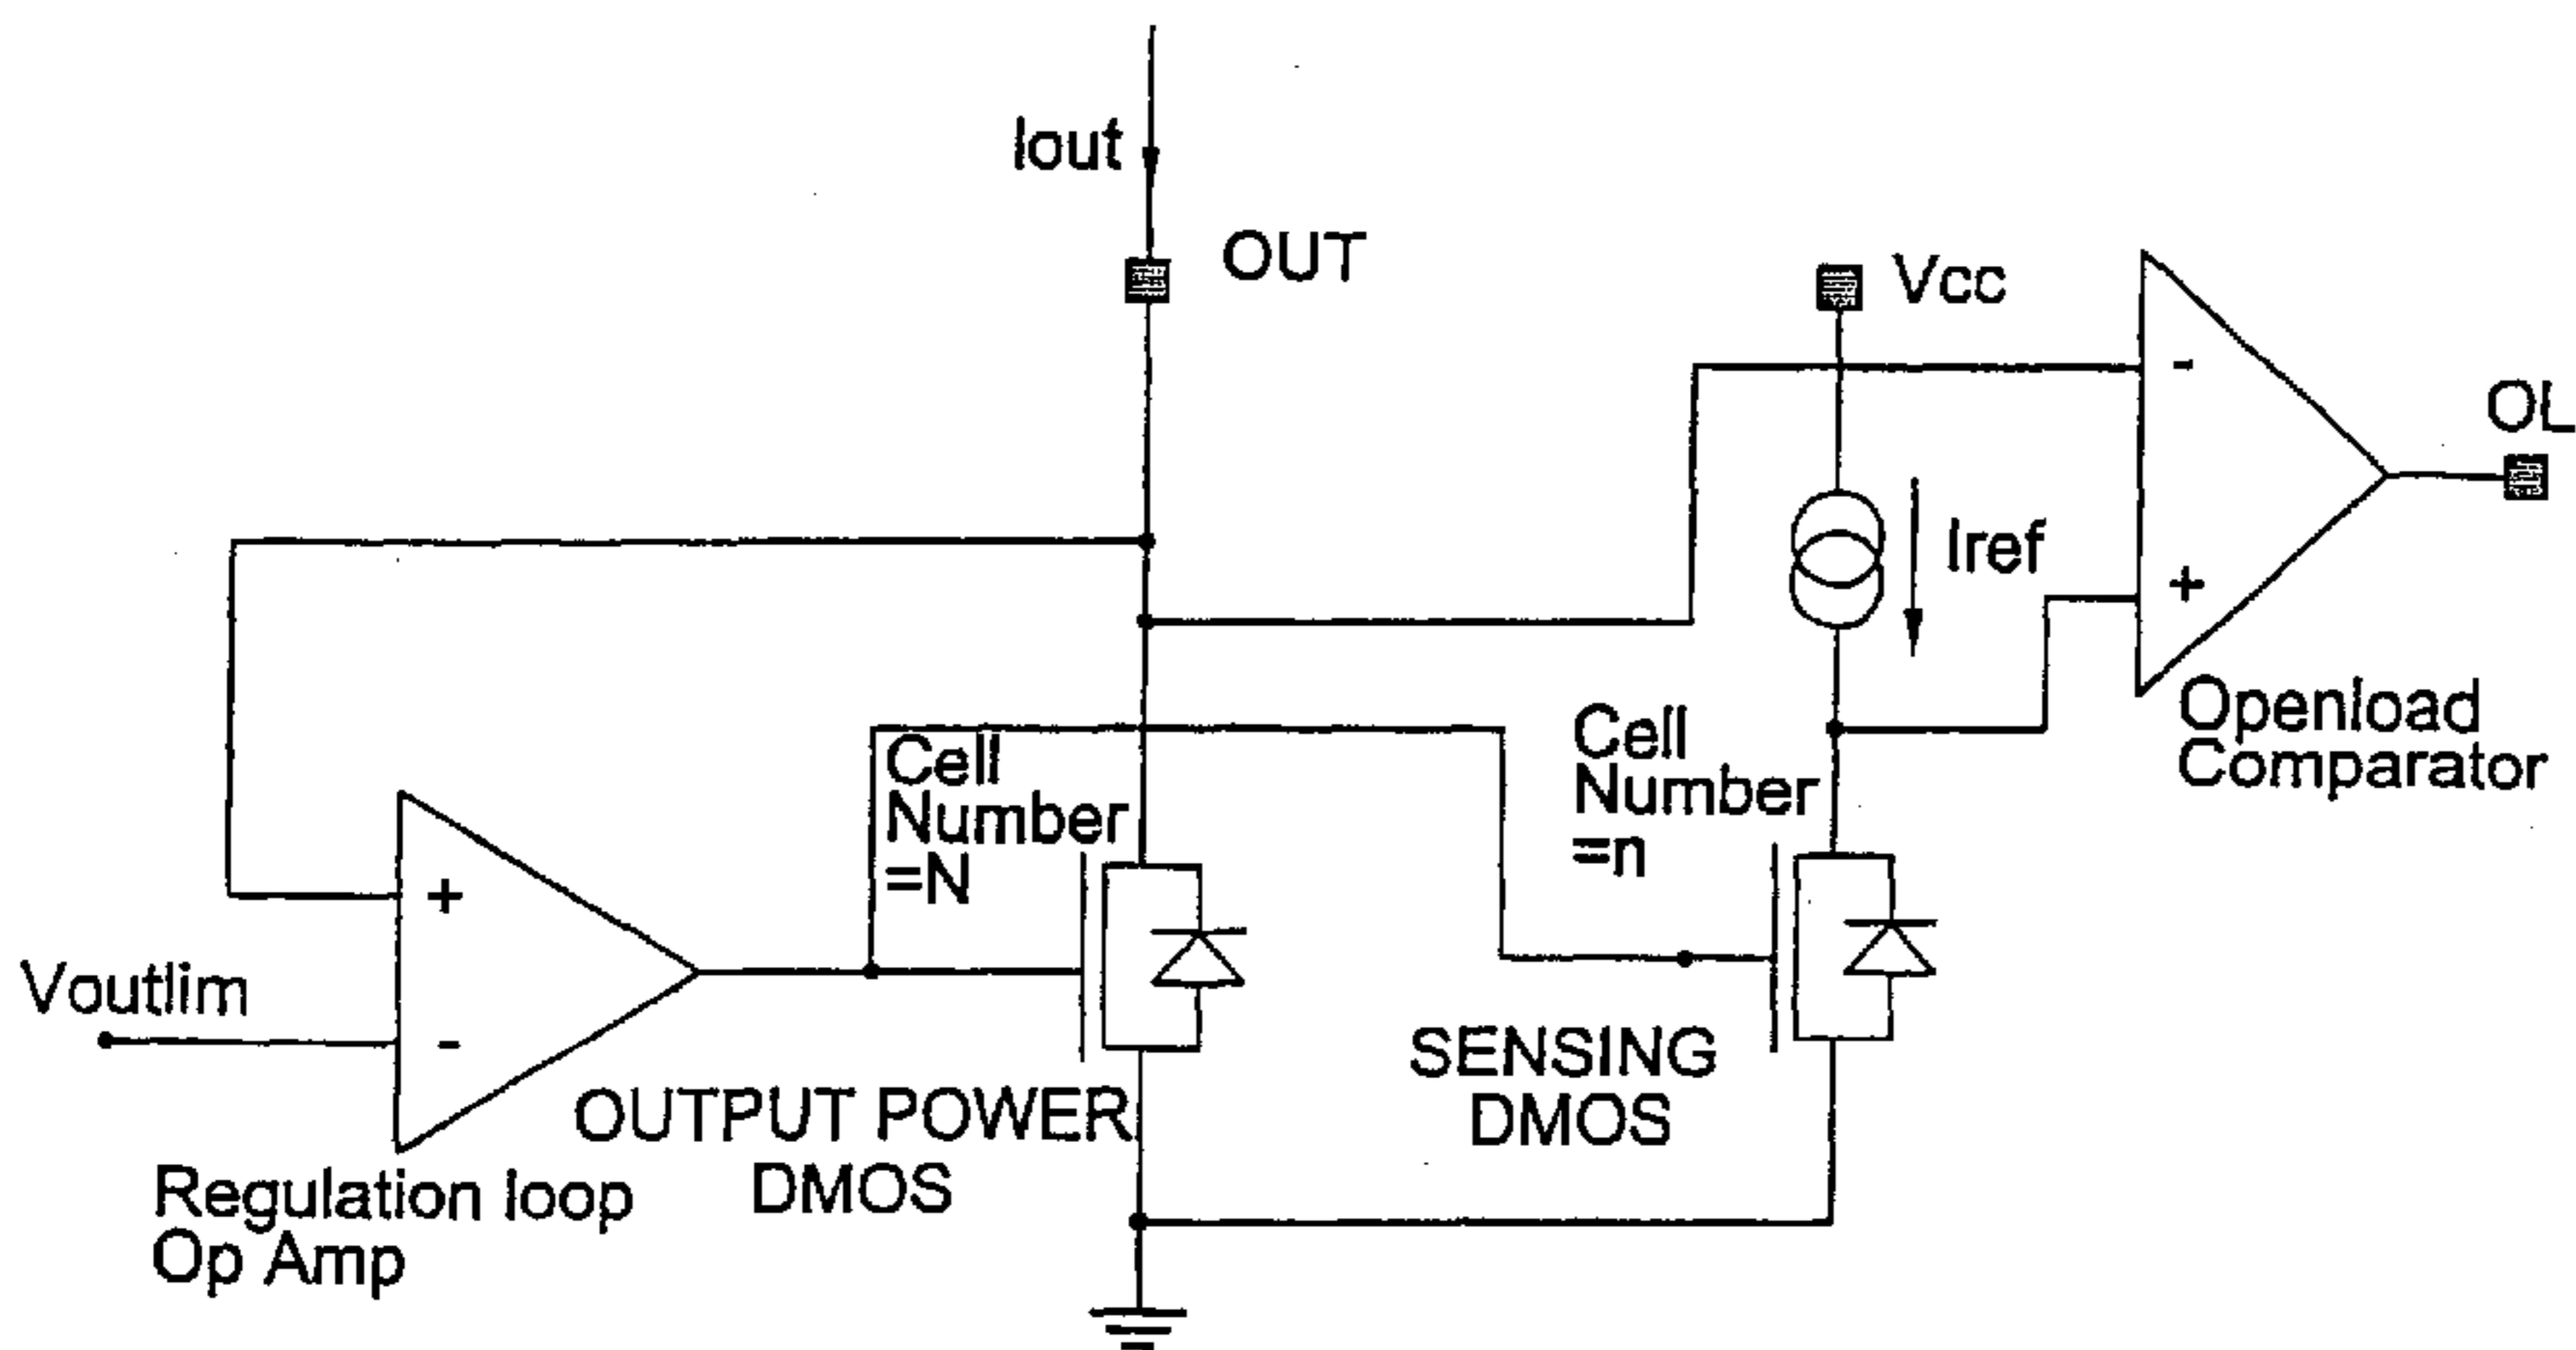 Iout
OUT
Vcc
-
OL
Iref
+
Openload
Comparator
Cell
Number
=N
Cell
Number
=n
+
Voutlim
-
SENSING
DMOS
OUTPUT POWER
DMOS
Regulation loop
Op Amp